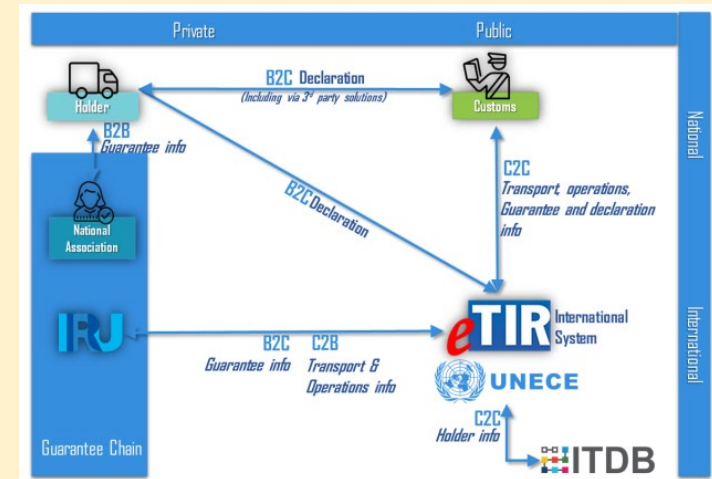 Private
Public
National
B2C Declaration
(Including via 3rd party solutions)
Holder
Customs
B2B
Guarantee info
C2C
Transport, operations,
Guarantee and declaration
info
B2C Declaration
National
Association
IRU
eTIR
International
System
B2C
C2B
Guarantee info
Transport &
Operations info
International
UNECE
C2C
Holder info
ITDB
Guarantee Chain